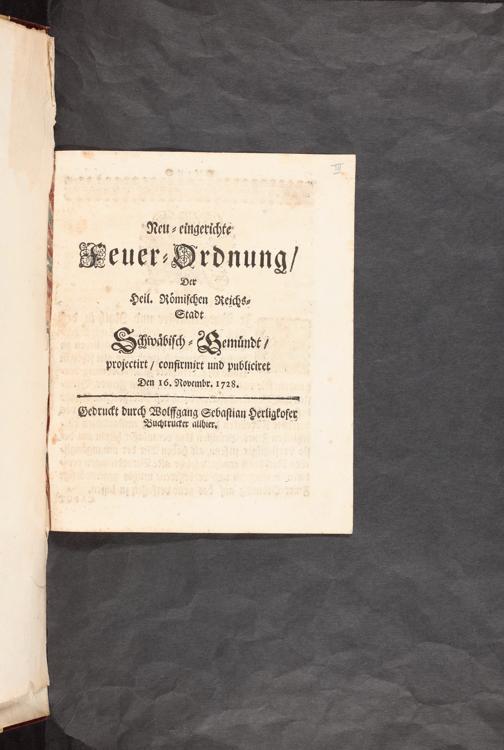 III
Neu-eingerichte
Feuer-Ordnung/
Der
Heil. Römischen Reichs-
Stadt
Schwäbisch-Gemündt/
projectirt / confirmirt und publiciret
Den 16. Novembr. 1728.
Gedruckt durch Wolffgang Sebastian Herligkofer
Buchtrucker allhier.